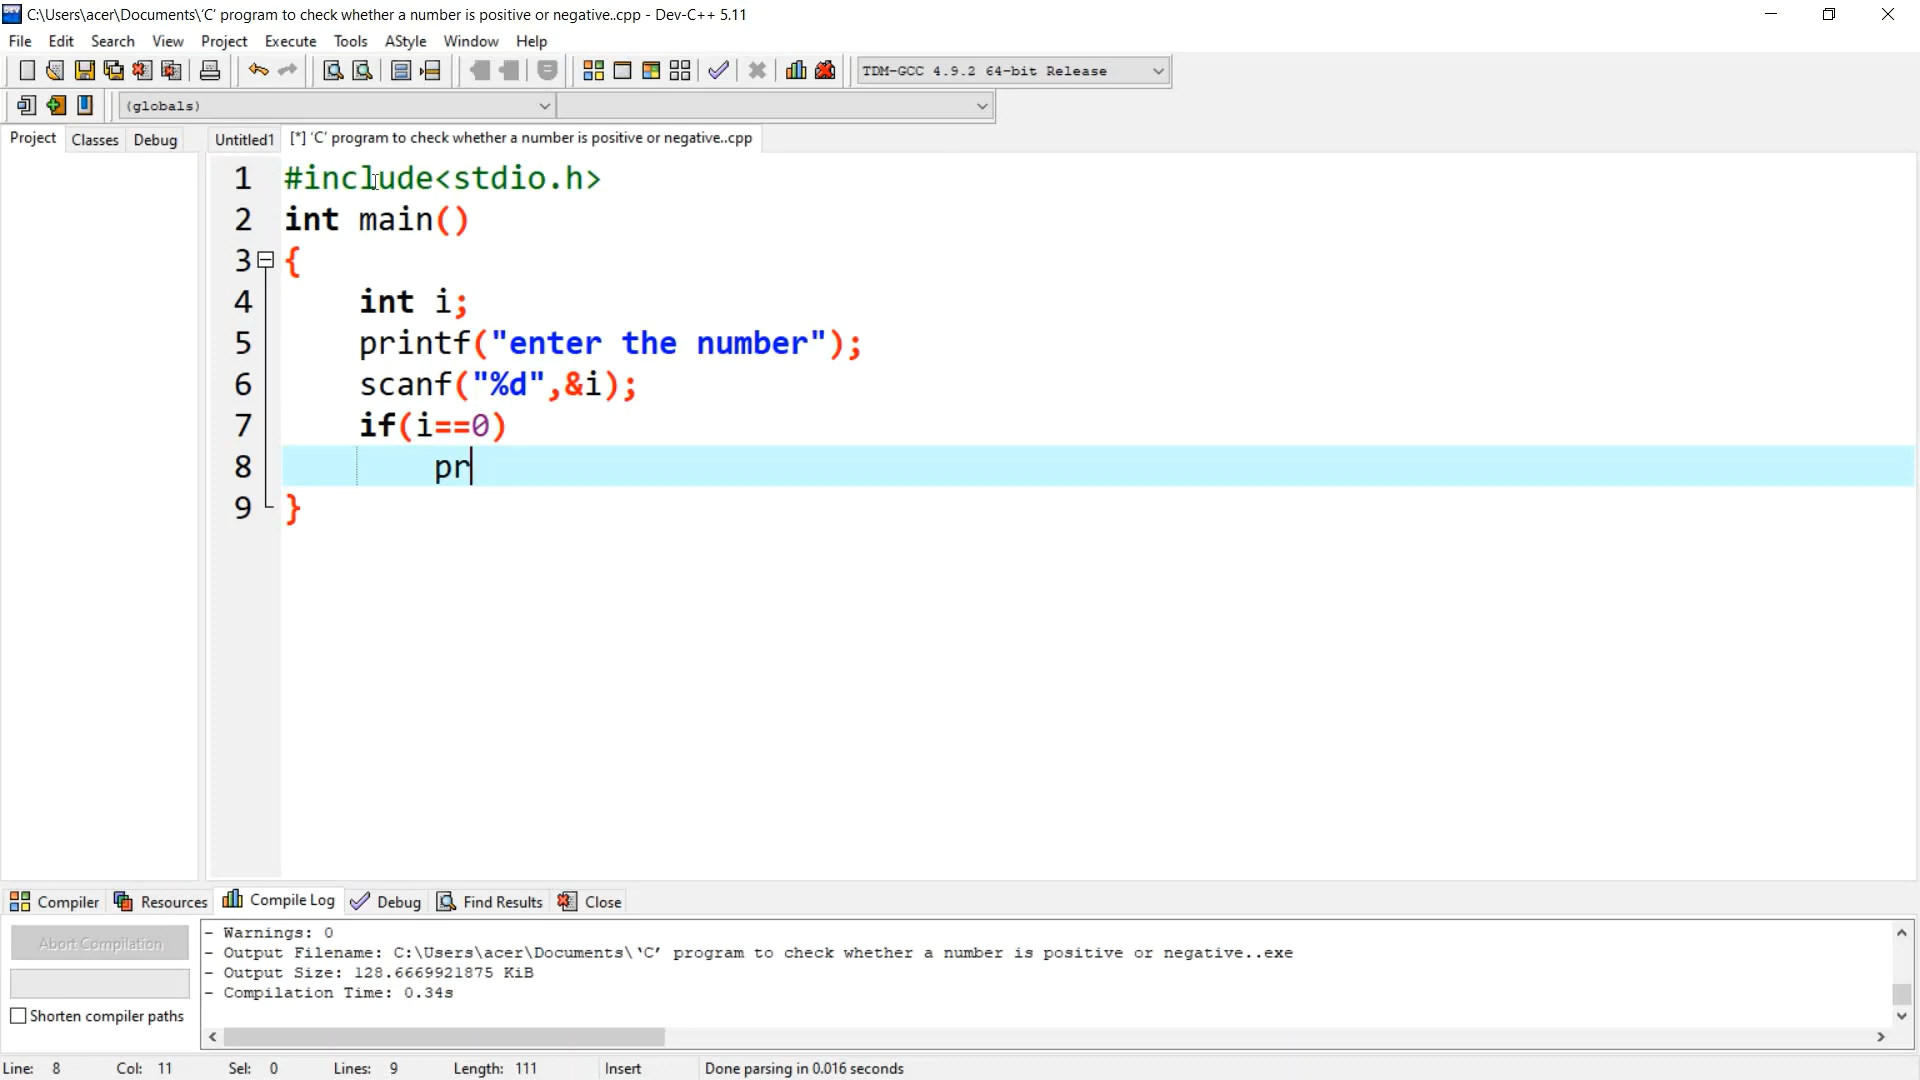 C:\Users\acer\Documents\'C' program to check whether a number is positive or negative..cpp - Dev-C++ 5.11
File Edit Search View Project Execute Tools AStyle Window Help
TDM-GCC 4.9.2 64-bit Release
(globals)
Project Classes Debug Untitled1 [*] 'C' program to check whether a number is positive or negative..cpp
1 #include<stdio.h>
2 int main()
3 {
4 int i;
5 printf("enter the number");
6 scanf("%d",&i);
7 if(i==0)
8 pr
9 }
Compiler Resources Compile Log Debug Find Results Close
Abort Compilation
Shorten compiler paths
- Warnings: 0
- Output Filename: C:\Users\acer\Documents\‘C’ program to check whether a number is positive or negative..exe
- Output Size: 128.6669921875 KiB
- Compilation Time: 0.34s
Line: 8 Col: 11 Sel: 0 Lines: 9 Length: 111 Insert Done parsing in 0.016 seconds